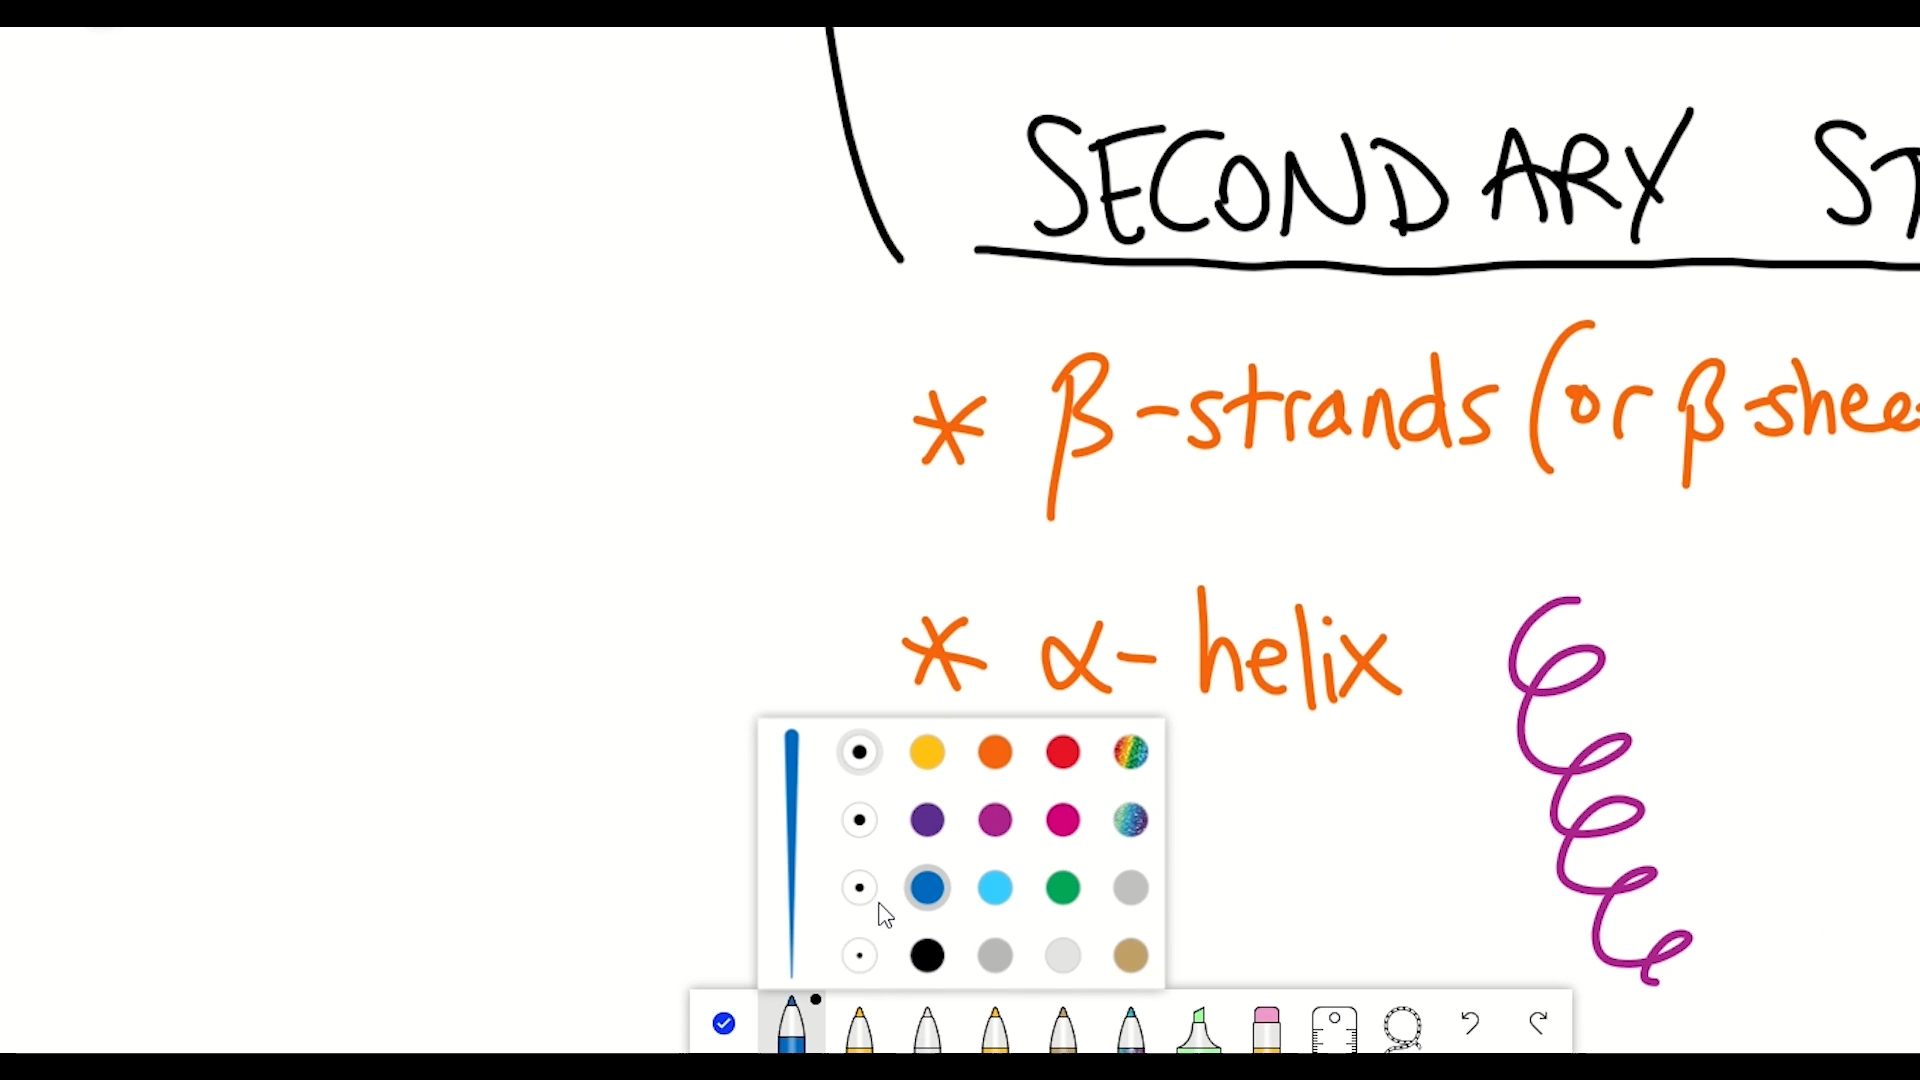 SECONDARY ST
* β-strands (or β-shee
* α-helix